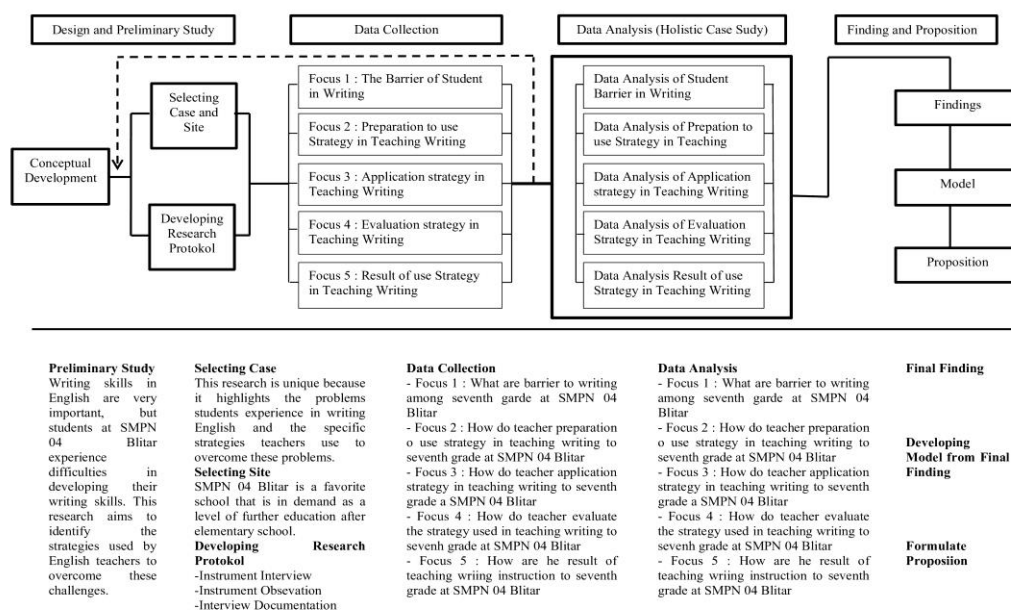 Design and Preliminary Study
Data Collection
Data Analysis (Holistic Case Sudy)
Finding and Proposition
Conceptual
Development
Selecting
Case and
Site
Developing
Research
Protokol
Focus 1 : The Barrier of Student
in Writing
Focus 2 : Preparation to use
Strategy in Teaching Writing
Focus 3 : Application strategy in
Teaching Writing
Focus 4 : Evaluation strategy in
Teaching Writing
Focus 5 : Result of use Strategy
in Teaching Writing
Data Analysis of Student
Barrier in Writing
Data Analysis of Prepation to
use Strategy in Teaching
Data Analysis of Application
strategy in Teaching Writing
Data Analysis of Evaluation
Strategy in Teaching Writing
Data Analysis Result of use
Strategy in Teaching Writing
Findings
Model
Proposition
Preliminary Study
Writing skills in
English are very
important, but
students at SMPN
04 Blitar
experience
difficulties in
developing their
writing skills. This
research aims to
identify the
strategies used by
English teachers to
overcome these
challenges.
Selecting Case
This research is unique because
it highlights the problems
students experience in writing
English and the specific
strategies teachers use to
overcome these problems.
Selecting Site
SMPN 04 Blitar is a favorite
school that is in demand as a
level of further education after
elementary school.
Developing Research
Protokol
-Instrument Interview
-Instrument Obsevation
-Interview Documentation
Data Collection
- Focus 1 : What are barrier to writing
among seventh garde at SMPN 04
Blitar
- Focus 2 : How do teacher preparation
o use strategy in teaching writing to
seventh grade at SMPN 04 Blitar
- Focus 3 : How do teacher application
strategy in teaching writing to seventh
grade a SMPN 04 Blitar
- Focus 4 : How do teacher evaluate
the strategy used in teaching writing to
sevenh grade at SMPN 04 Blitar
- Focus 5 : How are he result of
teaching wriing instruction to seventh
grade at SMPN 04 Blitar
Data Analysis
- Focus 1 : What are barrier to writing
among seventh garde at SMPN 04
Blitar
- Focus 2 : How do teacher preparation
o use strategy in teaching writing to
seventh grade at SMPN 04 Blitar
- Focus 3 : How do teacher application
strategy in teaching writing to seventh
grade a SMPN 04 Blitar
- Focus 4 : How do teacher evaluate
the strategy used in teaching writing to
sevenh grade at SMPN 04 Blitar
- Focus 5 : How are he result of
teaching wriing instruction to seventh
grade at SMPN 04 Blitar
Final Finding
Developing
Model from Final
Finding
Formulate
Proposiion